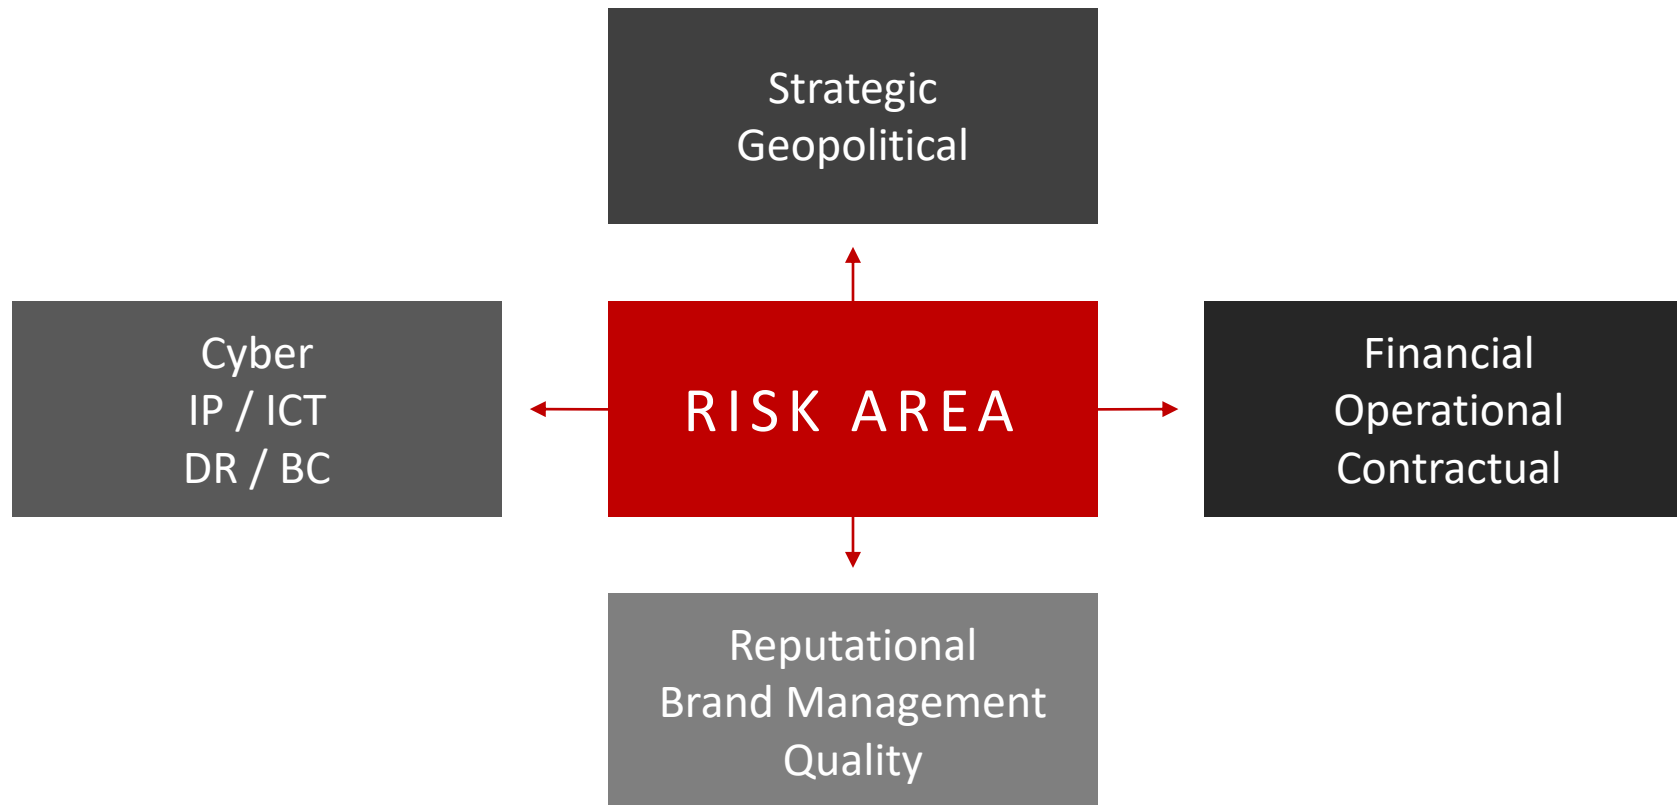 Strategic
Geopolitical
Cyber
IP / ICT
DR / BC
RISK AREA
Financial
Operational
Contractual
Reputational
Brand Management
Quality